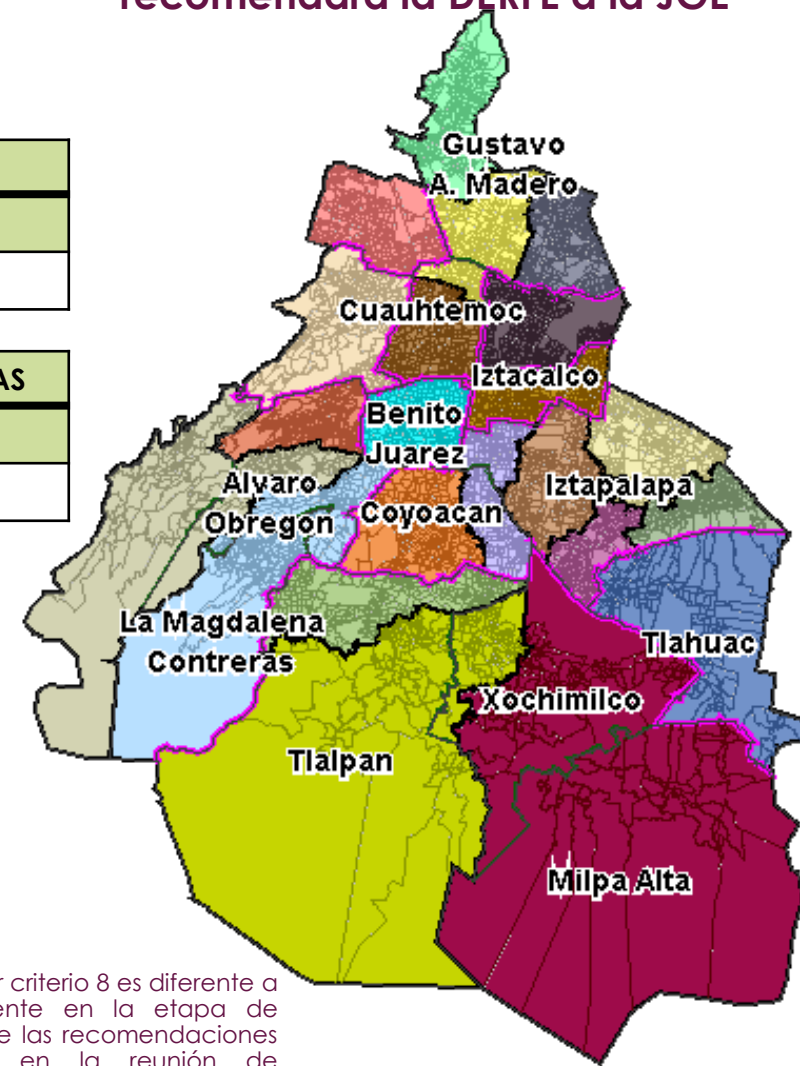 recomendará la DERFE a la JGE
AS
Gustavo
A. Madero
Cuauhtemoc
Iztacalco
Benito
Juarez
Alvaro
Obregon
Coyoacan
Iztapalapa
La Magdalena
Contreras
Tlahuac
Xochimilco
Tlalpan
Milpa Alta
r criterio 8 es diferente a
ente en la etapa de
e las recomendaciones
en la reunión de